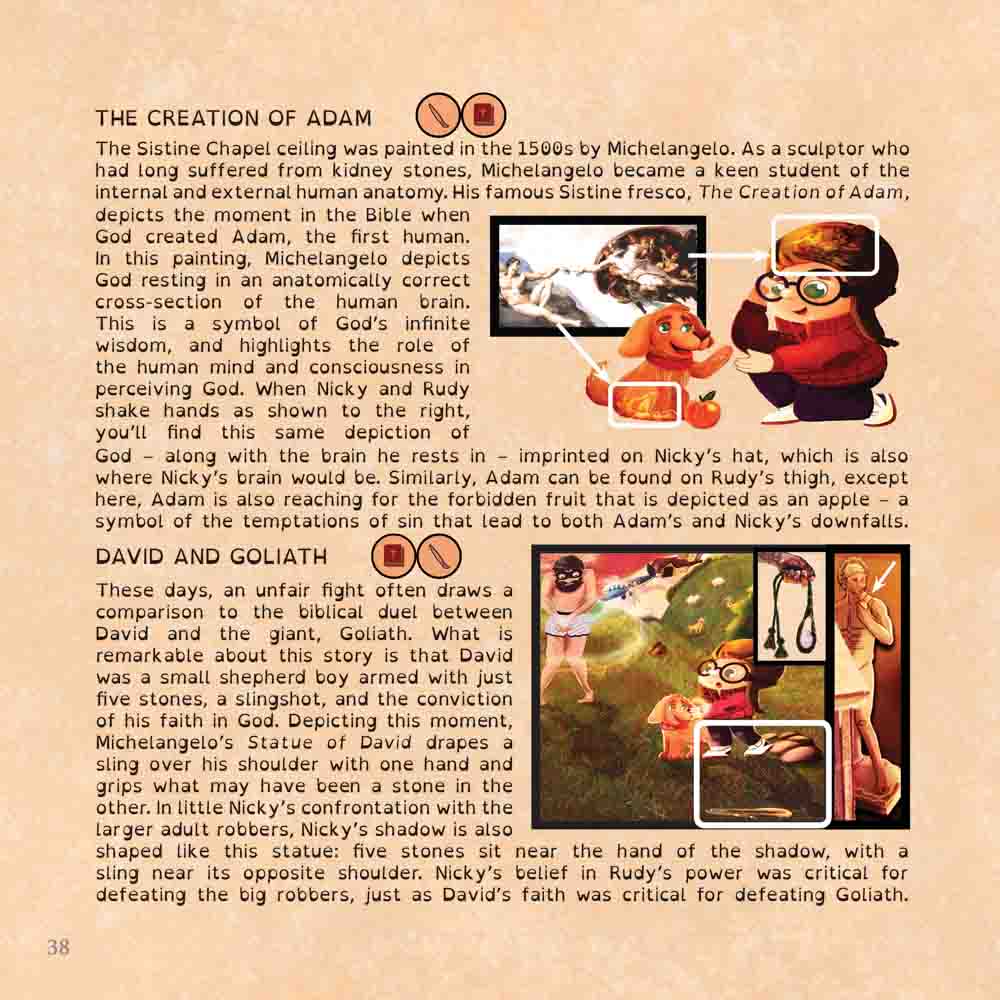 THE CREATION OF ADAM
The Sistine Chapel ceiling was painted in the 1500s by Michelangelo. As a sculptor who
had long suffered from kidney stones, Michelangelo became a keen student of the
internal and external human anatomy. His famous Sistine fresco, The Creation of Adam,
depicts the moment in the Bible when
God created Adam, the first human.
In this painting, Michelangelo depicts
God resting in an anatomically correct
cross-section of the human brain.
This is a symbol of God's infinite
wisdom, and highlights the role of
the human mind and consciousness in
perceiving God. When Nicky and Rudy
shake hands as shown to the right,
you'll find this same depiction of
God – along with the brain he rests in – imprinted on Nicky's hat, which is also
where Nicky's brain would be. Similarly, Adam can be found on Rudy's thigh, except
here, Adam is also reaching for the forbidden fruit that is depicted as an apple – a
symbol of the temptations of sin that lead to both Adam's and Nicky's downfalls.
DAVID AND GOLIATH
These days, an unfair fight often draws a
comparison to the biblical duel between
David and the giant, Goliath. What is
remarkable about this story is that David
was a small shepherd boy armed with just
five stones, a slingshot, and the conviction
of his faith in God. Depicting this moment,
Michelangelo's Statue of David drapes a
sling over his shoulder with one hand and
grips what may have been a stone in the
other. In little Nicky's confrontation with the
larger adult robbers, Nicky's shadow is also
shaped like this statue: five stones sit near the hand of the shadow, with a
sling near its opposite shoulder. Nicky's belief in Rudy's power was critical for
defeating the big robbers, just as David's faith was critical for defeating Goliath.
38